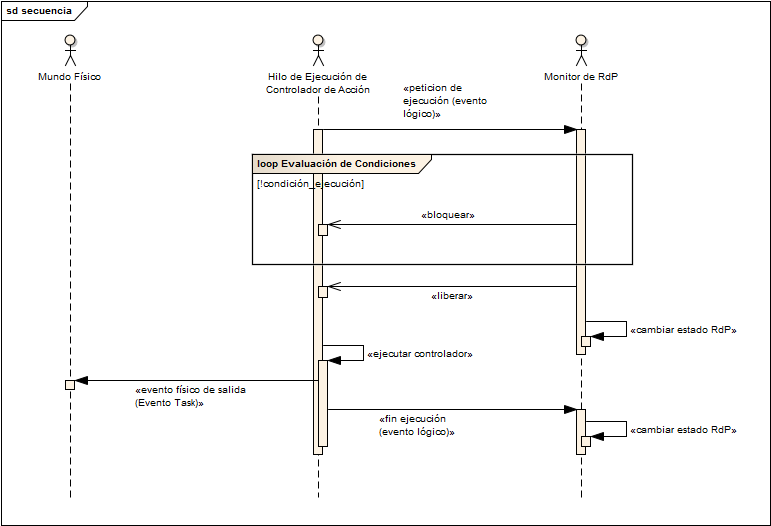 sd secuencia
Mundo Físico
Hilo de Ejecución de
Controlador de Acción
Monitor de RdP
«peticion de
ejecución (evento
lógico)»
loop Evaluación de Condiciones
[!condición_ejecución]
«bloquear»
«liberar»
«cambiar estado RdP»
«ejecutar controlador»
«evento físico de salida
(Evento Task)»
«fin ejecución
(evento lógico)»
«cambiar estado RdP»